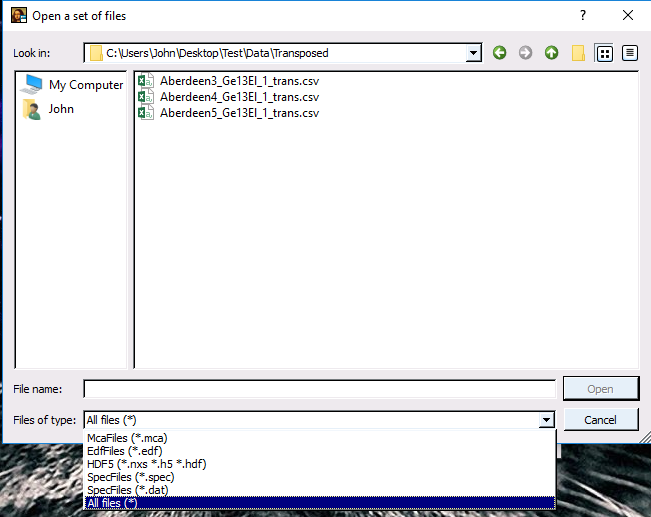 Open a set of files
?
Look in:
C:\Users\John\Desktop\Test\Data\Transposed
My Computer
John
Aberdeen3_Ge13El_1_trans.csv
Aberdeen4_Ge13El_1_trans.csv
Aberdeen5_Ge13El_1_trans.csv
File name:
Open
Files of type:
All files (*)
Cancel
McaFiles (*.mca)
EdfFiles (*.edf)
HDF5 (*.nxs *.h5 *.hdf)
SpecFiles (*.spec)
SpecFiles (*.dat)
All files (*)